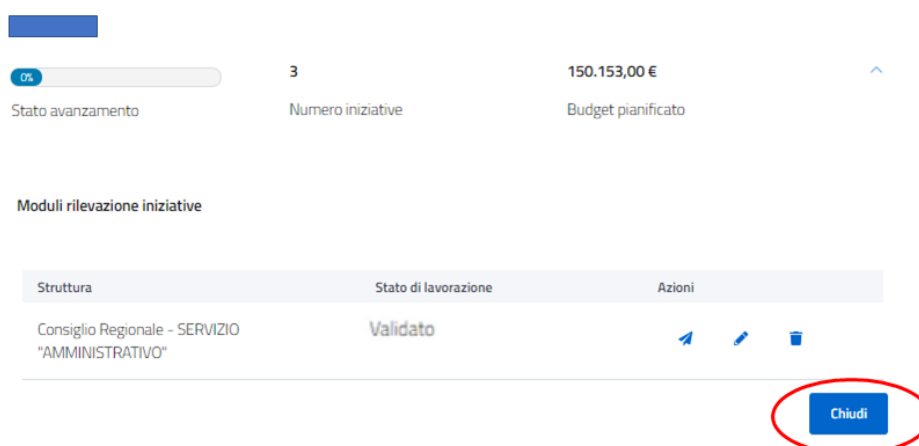 0%
3
150.153,00 €
Stato avanzamento
Numero iniziative
Budget pianificato
Moduli rilevazione iniziative
Struttura
Stato di lavorazione
Azioni
Consiglio Regionale - SERVIZIO
"AMMINISTRATIVO"
Validato
Chiudi